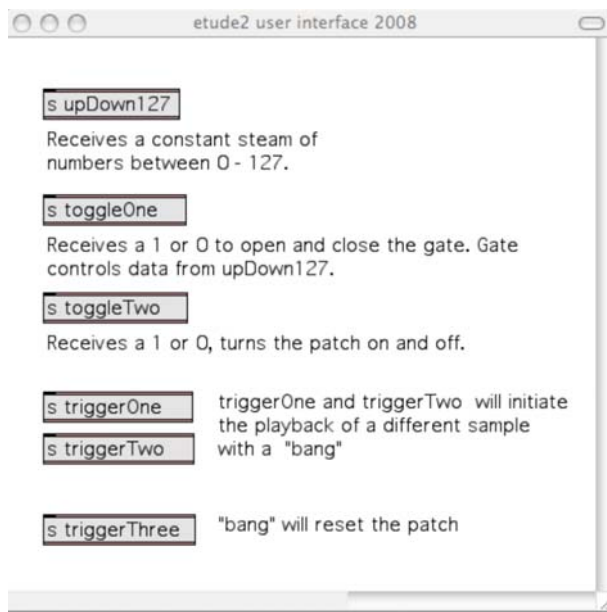 etude2 user interface 2008
s upDown127
Receives a constant steam of
numbers between 0 - 127.
s toggleOne
Receives a 1 or 0 to open and close the gate. Gate
controls data from upDown127.
s toggleTwo
Receives a 1 or 0, turns the patch on and off.
s triggerOne
triggerOne and triggerTwo will initiate
the playback of a different sample
s triggerTwo
with a "bang"
s triggerThree
"bang" will reset the patch